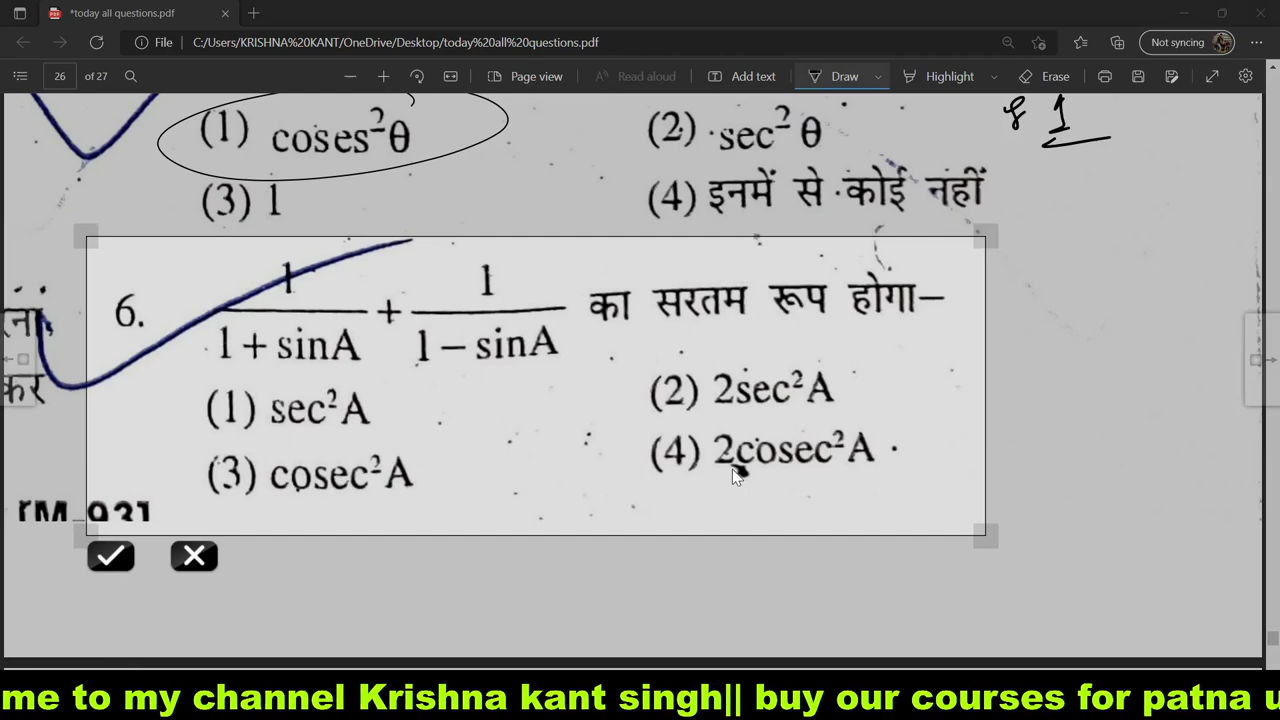 *today all questions.pdf
File C:/Users/KRISHNA%20KANT/OneDrive/Desktop/today%20all%20questions.pdf Not syncing
26 of 27 Page view Read aloud Add text Draw Highlight Erase
(1) coses²θ (2) sec²θ
1
(3) 1 (4) इनमें से कोई नहीं
6. 1/(1 + sinA) + 1/(1 − sinA) का सरतम रूप होगा–
कर
(1) sec²A (2) 2sec²A
(3) cosec²A (4) 2cosec²A
me to my channel Krishna kant singh|| buy our courses for patna u